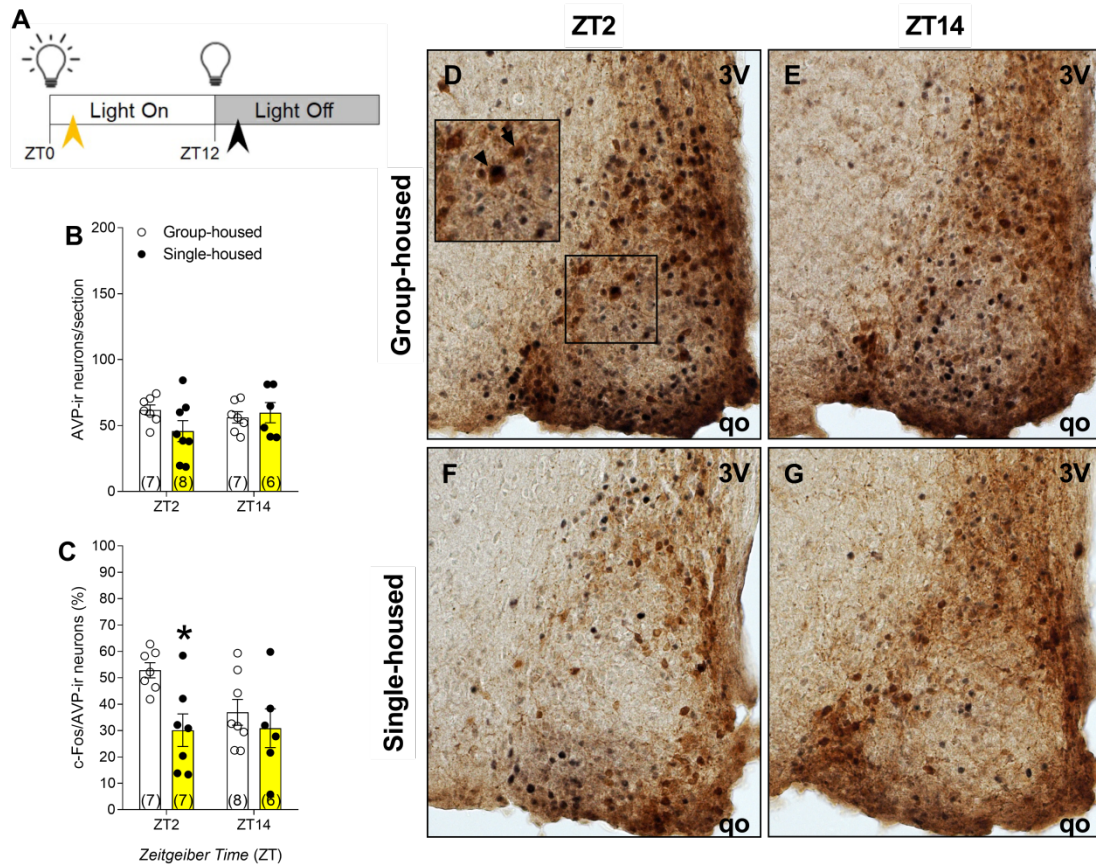 A
Light On
Light Off
ZT0
ZT12
B
Group-housed
Single-housed
200
150
100
50
0
AVP-ir neurons/section
(7)
(8)
(7)
(6)
ZT2
ZT14
C
100
90
80
70
60
50
40
30
20
10
0
c-Fos/AVP-ir neurons (%)
*
(7)
(7)
(8)
(6)
ZT2
ZT14
Zeitgeiber Time (ZT)
ZT2
ZT14
Group-housed
D
3V
qo
E
3V
qo
Single-housed
F
3V
qo
G
3V
qo